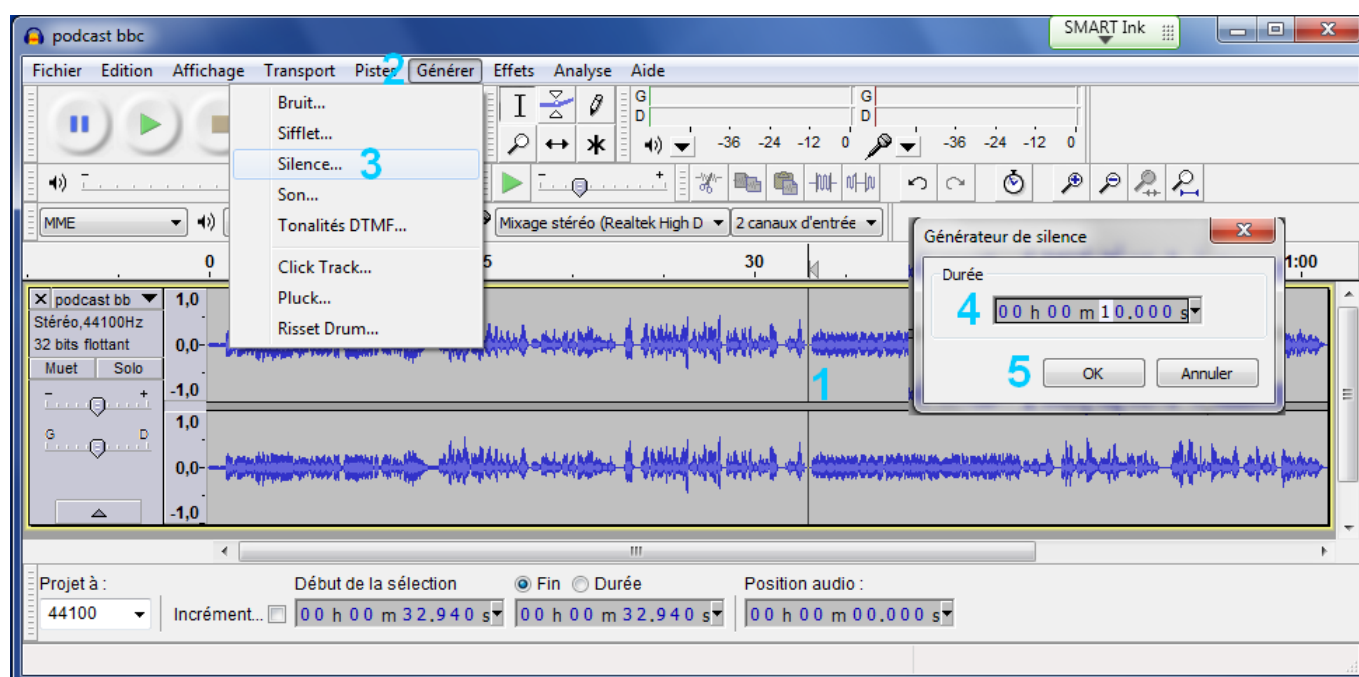 podcast bbc
SMART Ink
Fichier Edition Affichage Transport Pistes Générer Effets Analyse Aide
2
Bruit...
Sifflet...
Silence... 3
Son...
Tonalités DTMF...
Click Track...
Pluck...
Risset Drum...
G
D
G
D
-36 -24 -12 0
-36 -24 -12 0
MME
Mixage stéréo (Realtek High D
2 canaux d'entrée
0 5 30 1:00
Générateur de silence
Durée
4 00 h 00 m 10.000 s
5 OK Annuler
podcast bb
Stéréo,44100Hz
32 bits flottant
Muet Solo
- +
G D
1,0
0,0
-1,0
1
1,0
0,0
-1,0
Projet à :
44100
Incrément...
Début de la sélection
00 h 00 m 32.940 s
Fin Durée
00 h 00 m 32.940 s
Position audio :
00 h 00 m 00.000 s